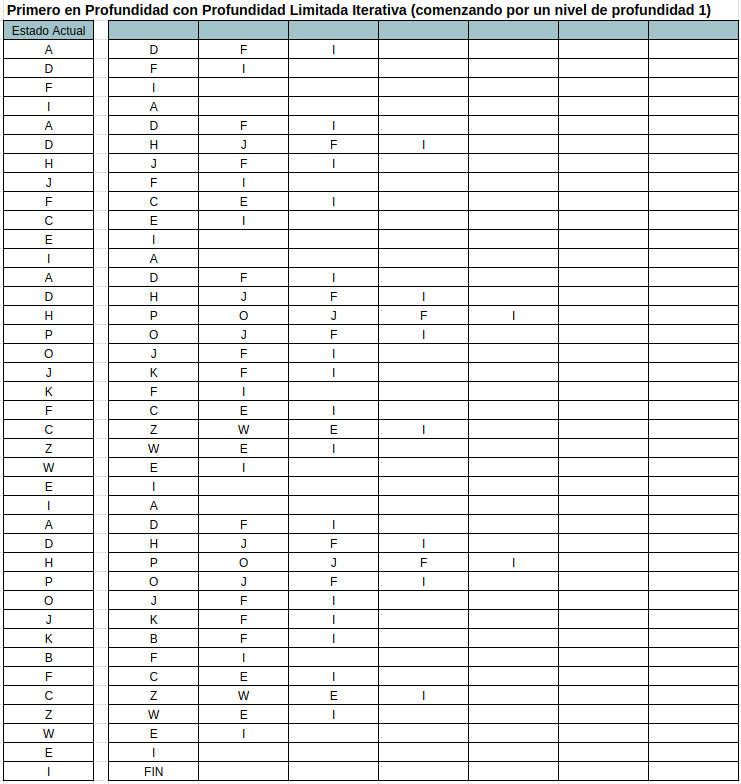 Primero en Profundidad con Profundidad Limitada Iterativa (comenzando por un nivel de profundidad 1)
Estado Actual
A D F I
D F I
F I
I A
A D F I
D H J F I
H J F I
J F I
F C E I
C E I
E I
I A
A D F I
D H J F I
H P O J F I
P O J F I
O J F I
J K F I
K F I
F C E I
C Z W E I
Z W E I
W E I
E I
I A
A D F I
D H J F I
H P O J F I
P O J F I
O J F I
J K F I
K B F I
B F I
F C E I
C Z W E I
Z W E I
W E I
E I
I FIN